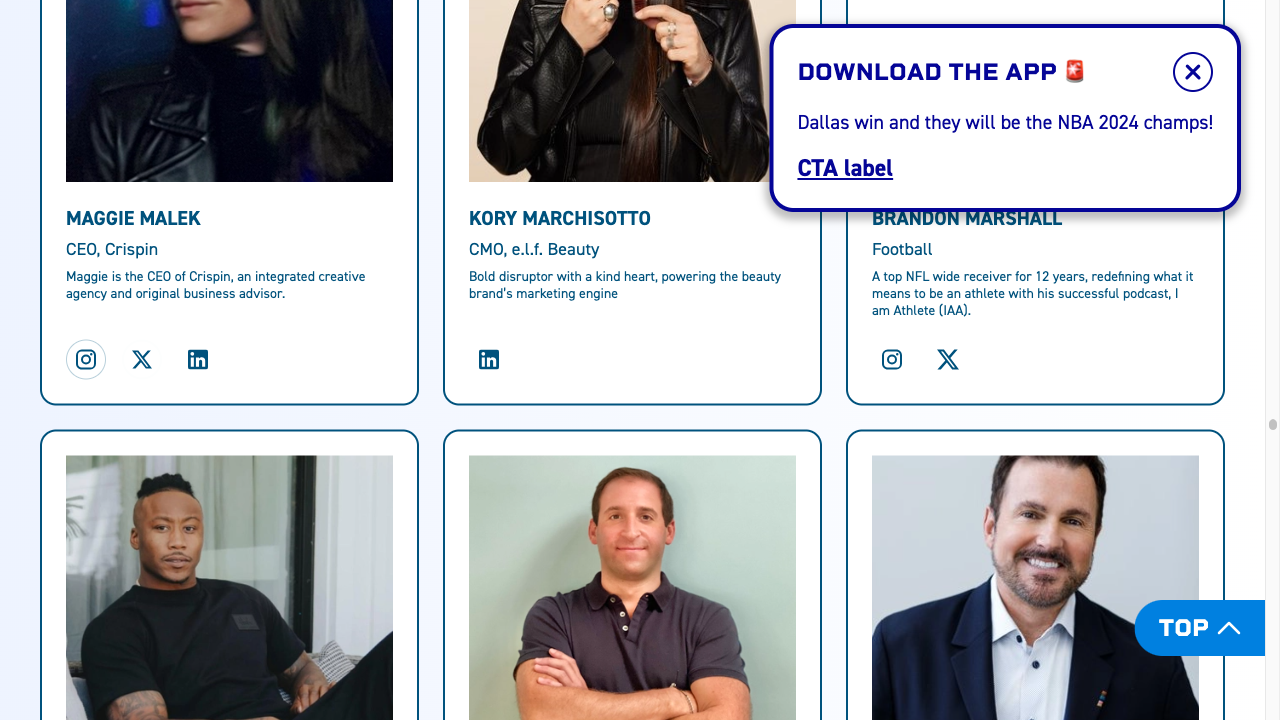 DOWNLOAD THE APP 🚨
Dallas win and they will be the NBA 2024 champs!
CTA label
MAGGIE MALEK
CEO, Crispin
Maggie is the CEO of Crispin, an integrated creative
agency and original business advisor.
KORY MARCHISOTTO
CMO, e.l.f. Beauty
Bold disruptor with a kind heart, powering the beauty
brand's marketing engine
BRANDON MARSHALL
Football
A top NFL wide receiver for 12 years, redefining what it
means to be an athlete with his successful podcast, I
am Athlete (IAA).
TOP